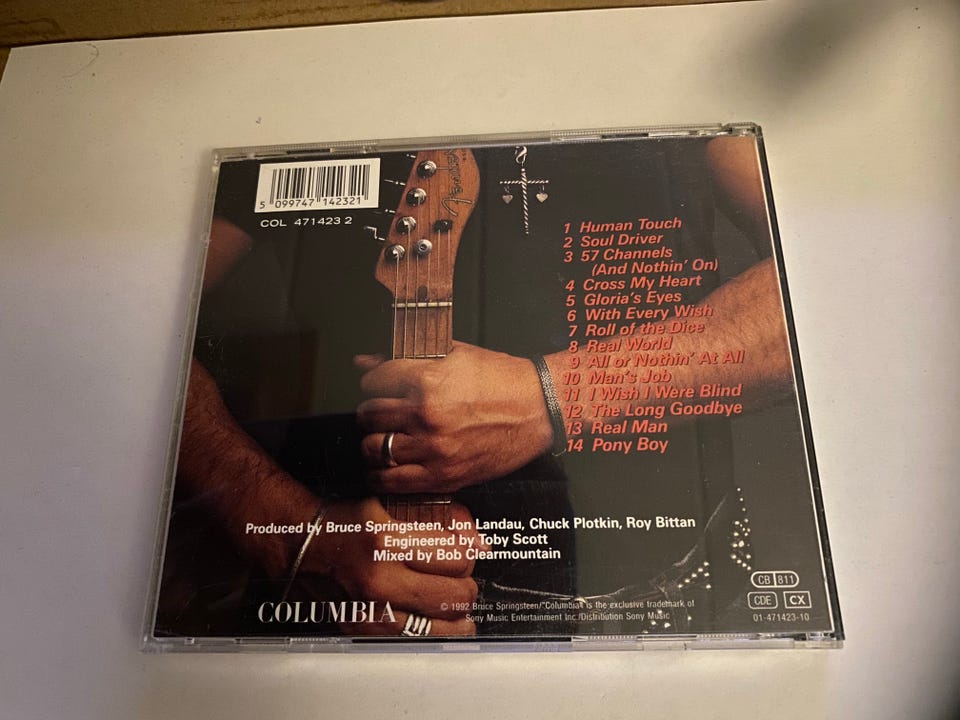 5 099747 142321
COL 471423 2
Fender
1 Human Touch
2 Soul Driver
3 57 Channels
(And Nothin' On)
4 Cross My Heart
5 Gloria's Eyes
6 With Every Wish
7 Roll of the Dice
8 Real World
9 All or Nothin' At All
10 Man's Job
11 I Wish I Were Blind
12 The Long Goodbye
13 Real Man
14 Pony Boy
Produced by Bruce Springsteen, Jon Landau, Chuck Plotkin, Roy Bittan
Engineered by Toby Scott
Mixed by Bob Clearmountain
COLUMBIA
© 1992 Bruce Springsteen/"Columbia" is the exclusive trademark of
Sony Music Entertainment Inc./Distribution Sony Music
CB 811
CDE CX
01-471423-10